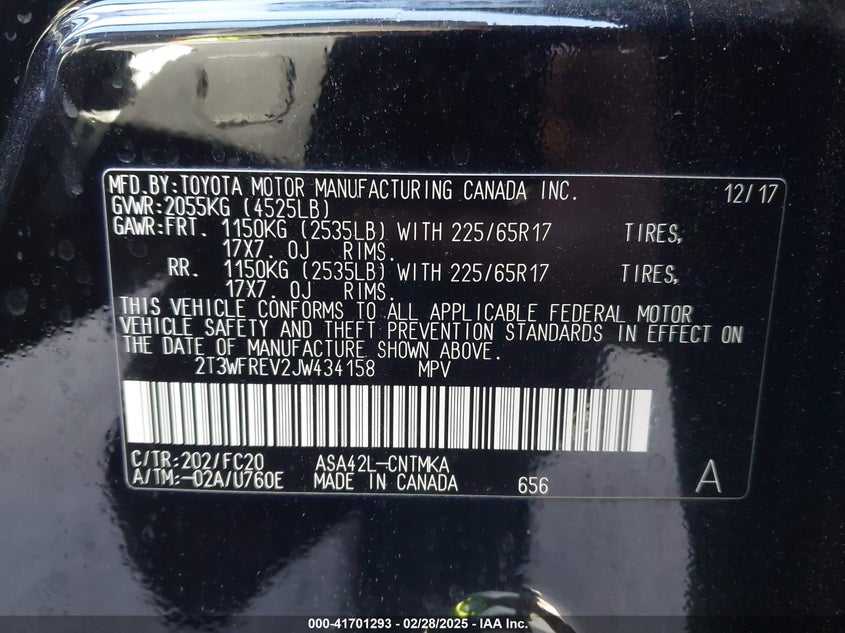 MFD.BY:TOYOTA MOTOR MANUFACTURING CANADA INC. 12/17
GVWR:2055KG (4525LB)
GAWR:FRT. 1150KG (2535LB) WITH 225/65R17 TIRES,
17X7. 0J RIMS.
RR. 1150KG (2535LB) WITH 225/65R17 TIRES,
17X7. 0J RIMS.
THIS VEHICLE CONFORMS TO ALL APPLICABLE FEDERAL MOTOR
VEHICLE SAFETY AND THEFT PREVENTION STANDARDS IN EFFECT ON
THE DATE OF MANUFACTURE SHOWN ABOVE.
2T3WFREV2JW434158 MPV
C/TR:202/FC20 ASA42L-CNTMKA
A/TM:-02A/U760E MADE IN CANADA 656 A
000-41701293 - 02/28/2025 - IAA Inc.